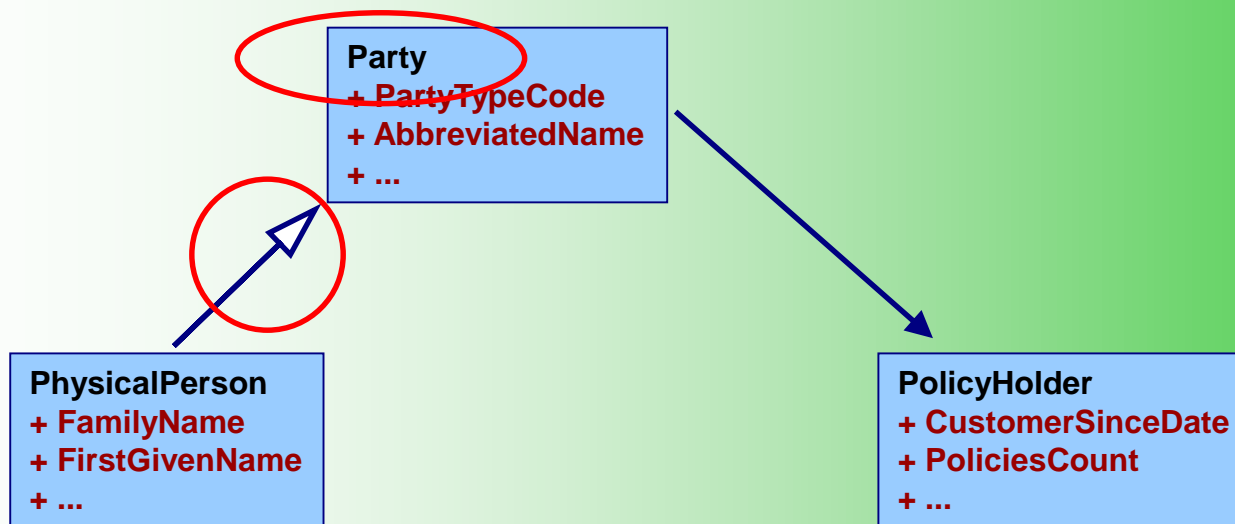 Party
+ PartyTypeCode
+ AbbreviatedName
+ ...
PhysicalPerson
+ FamilyName
+ FirstGivenName
+ ...
PolicyHolder
+ CustomerSinceDate
+ PoliciesCount
+ ...